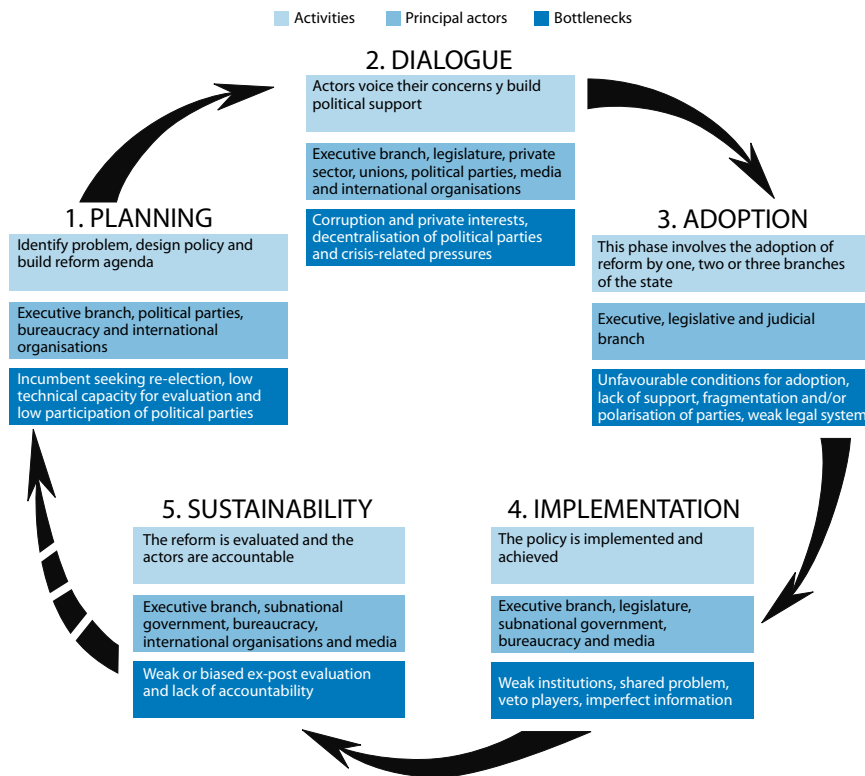 Activities
Principal actors
Bottlenecks
2. DIALOGUE
Actors voice their concerns y build
political support
Executive branch, legislature, private
sector, unions, political parties, media
and international organisations
Corruption and private interests,
decentralisation of political parties
and crisis-related pressures
1. PLANNING
Identify problem, design policy and
build reform agenda
Executive branch, political parties,
bureaucracy and international
organisations
Incumbent seeking re-election, low
technical capacity for evaluation and
low participation of political parties
3. ADOPTION
This phase involves the adoption of
reform by one, two or three branches
of the state
Executive, legislative and judicial
branch
Unfavourable conditions for adoption,
lack of support, fragmentation and/or
polarisation of parties, weak legal system
5. SUSTAINABILITY
The reform is evaluated and the
actors are accountable
Executive branch, subnational
government, bureaucracy,
international organisations and media
Weak or biased ex-post evaluation
and lack of accountability
4. IMPLEMENTATION
The policy is implemented and
achieved
Executive branch, legislature,
subnational government,
bureaucracy and media
Weak institutions, shared problem,
veto players, imperfect information